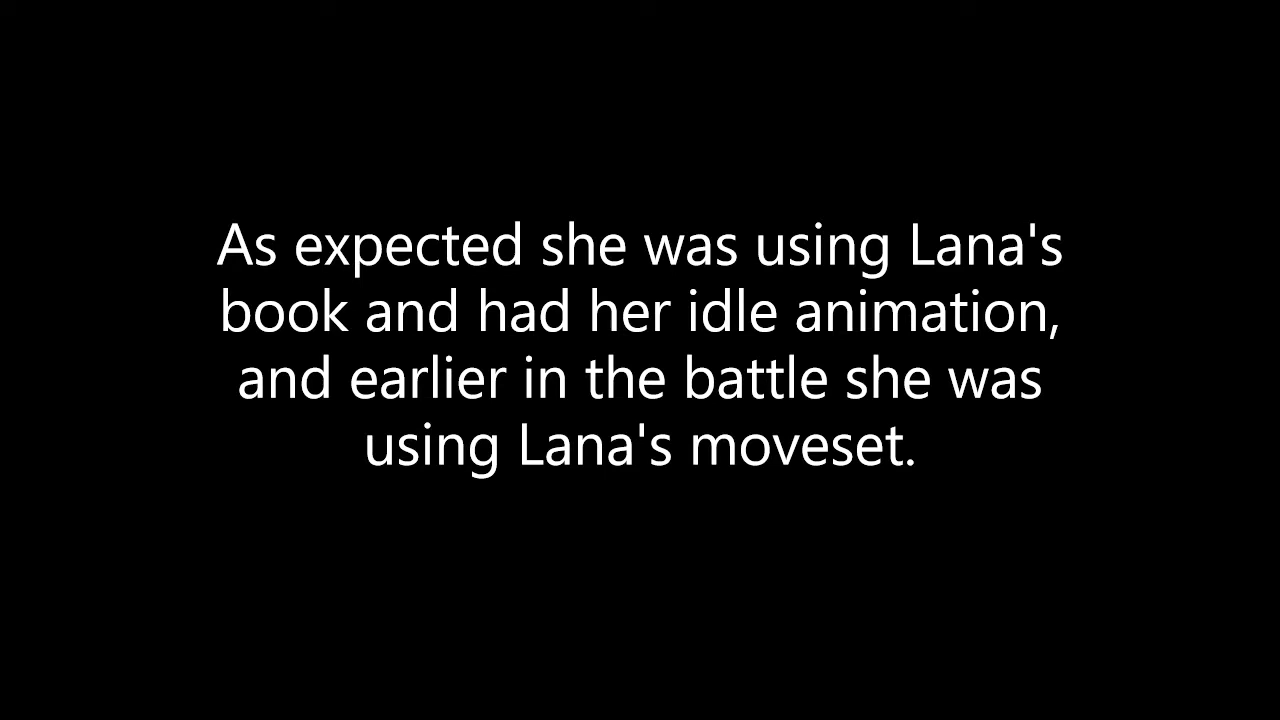 As expected she was using Lana's
book and had her idle animation,
and earlier in the battle she was
using Lana's moveset.